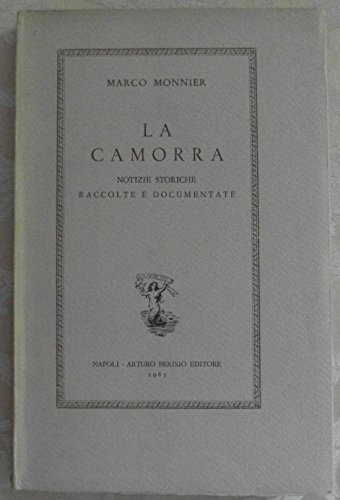 MARCO MONNIER
LA
CAMORRA
NOTIZIE STORICHE
RACCOLTE E DOCUMENTATE
NAPOLI - ARTURO BERISIO EDITORE
1965